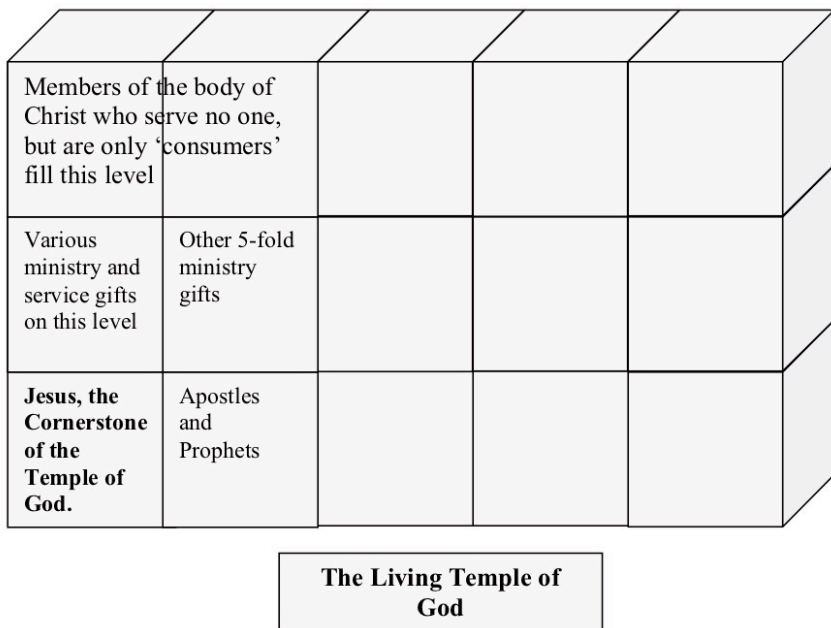 Members of the body of
Christ who serve no one,
but are only ‘consumers’
fill this level
Various
ministry and
service gifts
on this level
Other 5-fold
ministry
gifts
Jesus, the
Cornerstone
of the
Temple of
God.
Apostles
and
Prophets
The Living Temple of
God